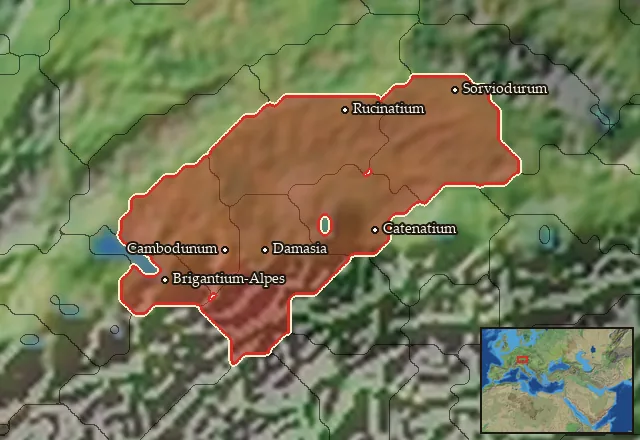 Sorviodurum
Rucinatium
Catenatium
Cambodunum
Damasia
Brigantium-Alpes